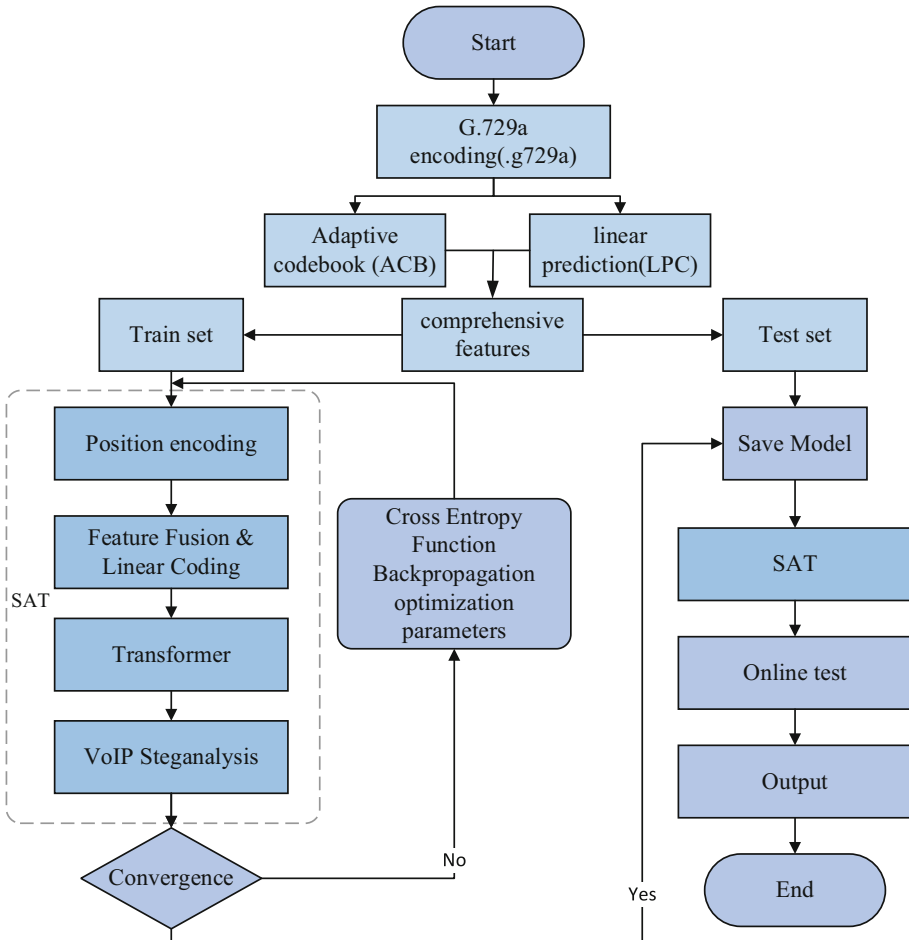 Start
G.729a
encoding(.g729a)
Adaptive
codebook (ACB)
linear
prediction(LPC)
Train set
comprehensive
features
Test set
Position encoding
Feature Fusion &
Linear Coding
SAT
Transformer
VoIP Steganalysis
Convergence
No
Cross Entropy
Function
Backpropagation
optimization
parameters
Yes
Save Model
SAT
Online test
Output
End